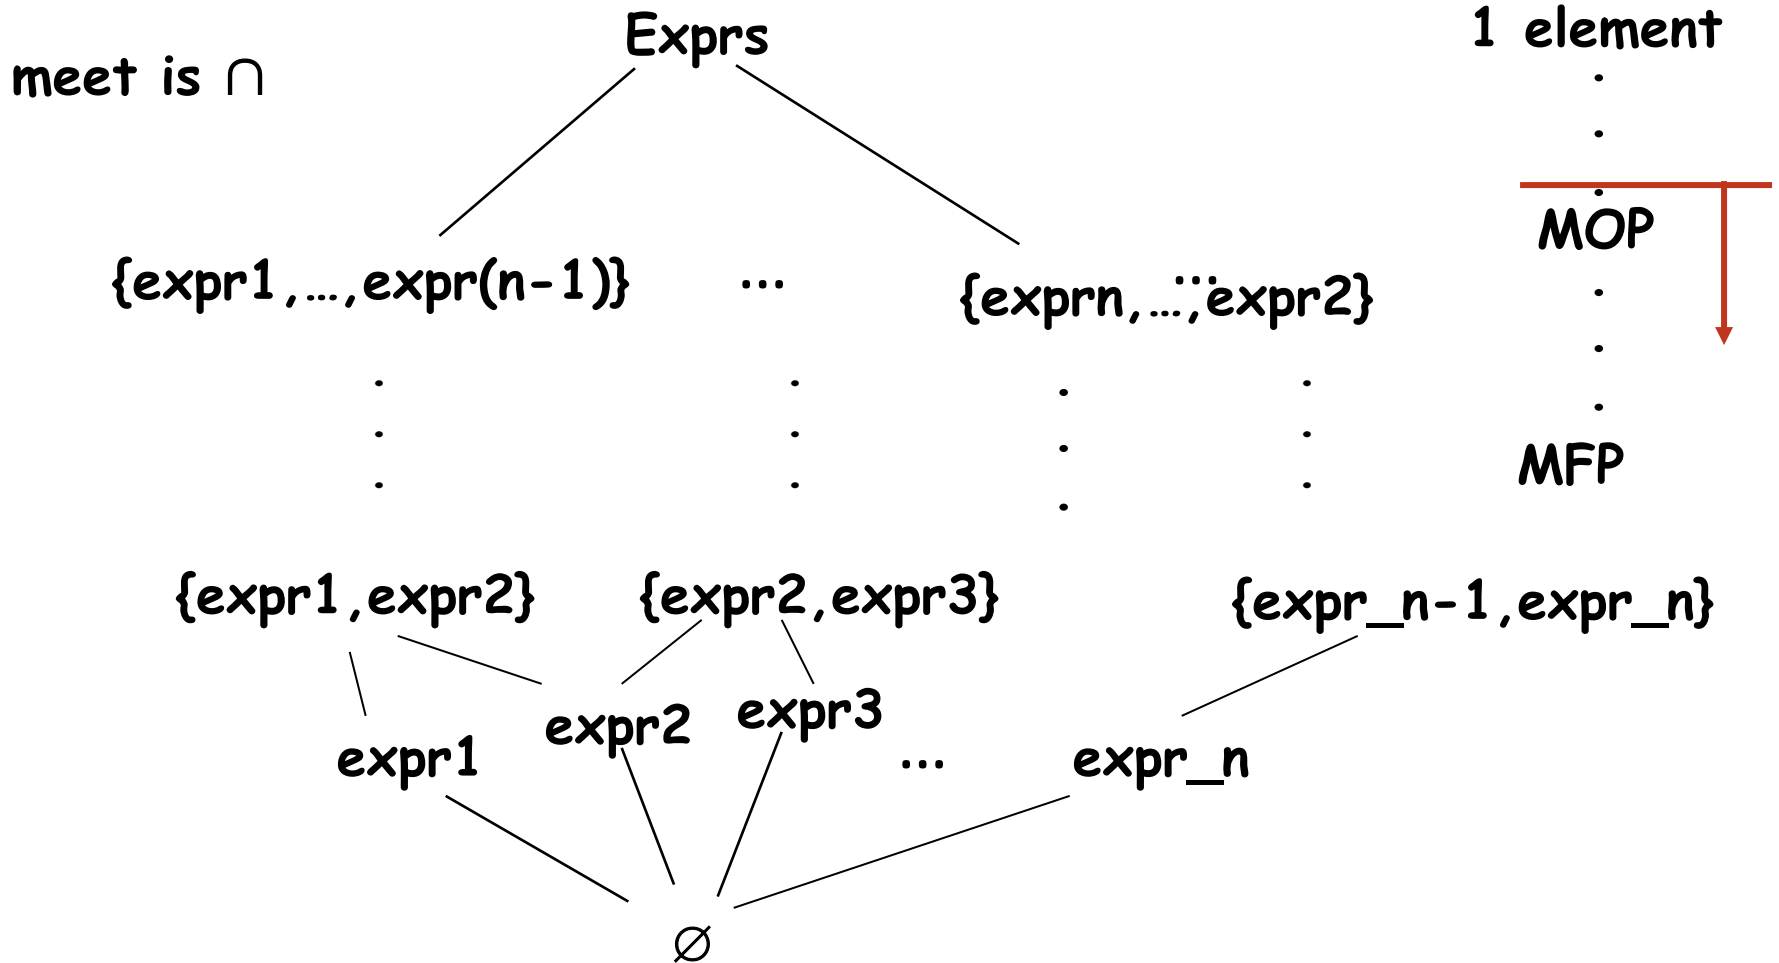 Exprs
1 element
meet is ∩
MOP
{expr1,…,expr(n-1)}
…
{exprn,…,expr2}
…
MFP
{expr1,expr2}
{expr2,expr3}
{expr_n-1,expr_n}
expr1
expr2
expr3
…
expr_n
∅